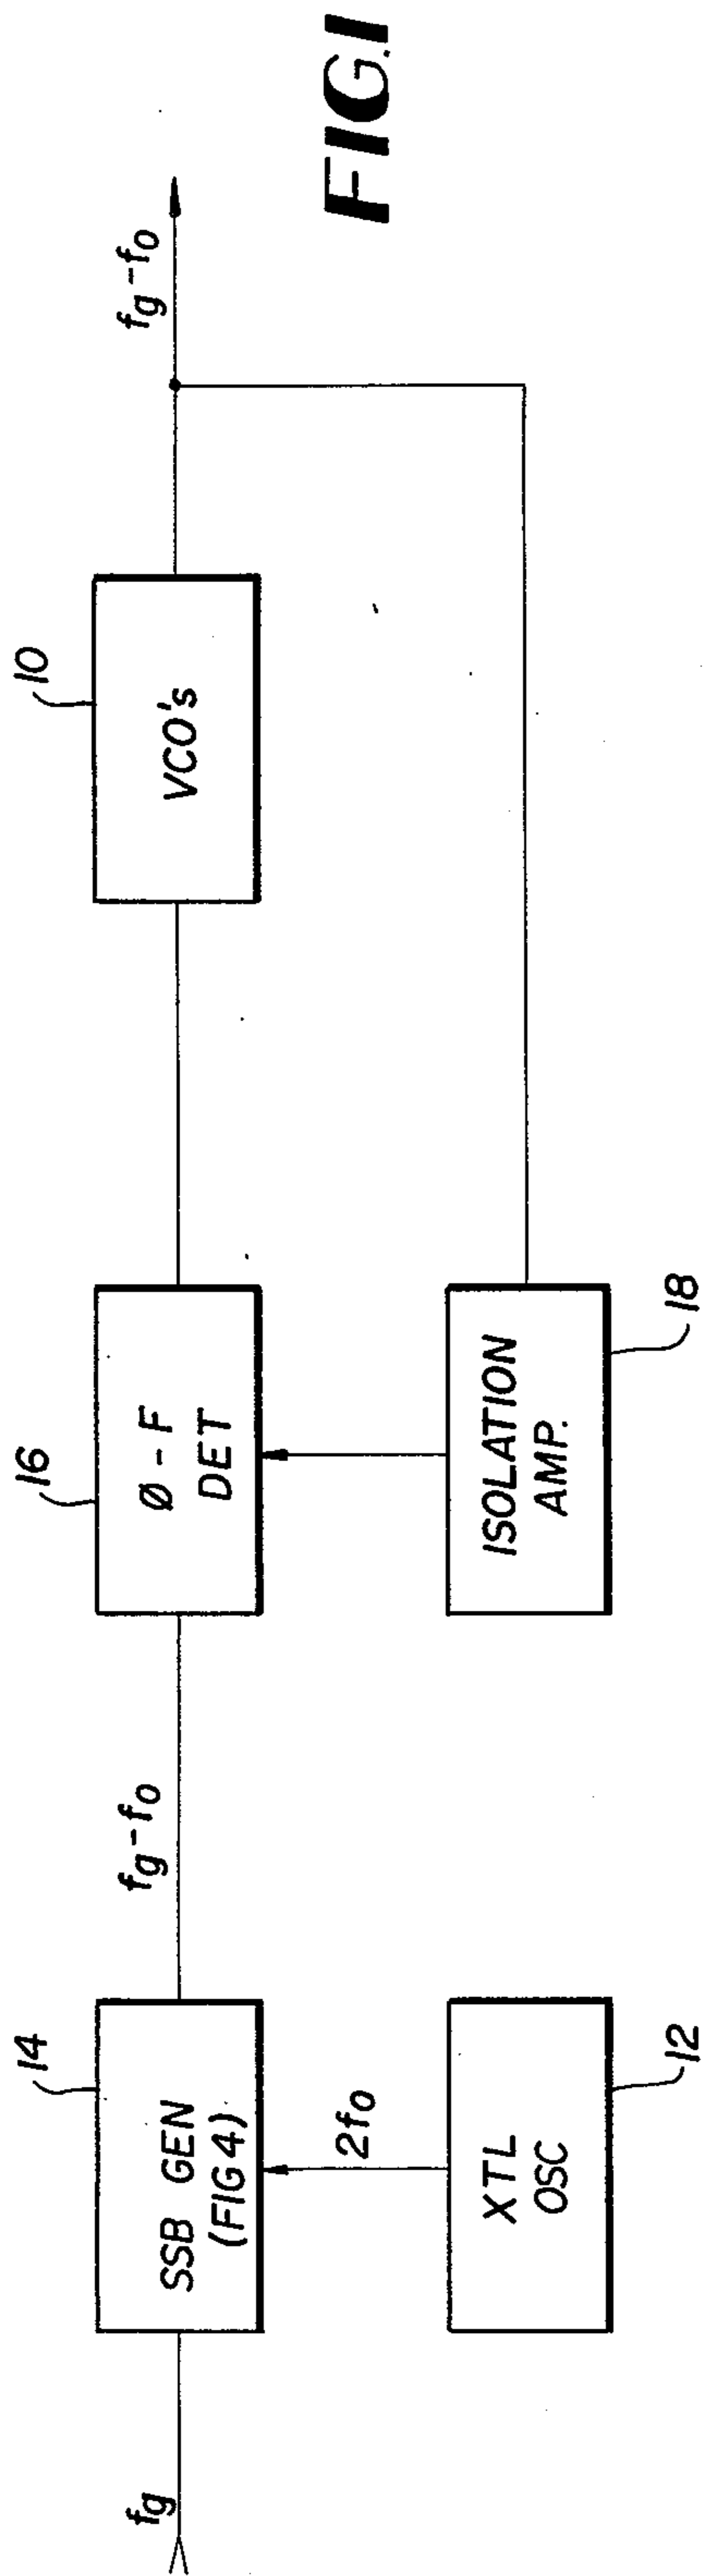 fg
14
SSB GEN
(FIG 4)
fg-fo
16
Ø-F
DET
10
VCO's
fg-fo
2fo
XTL
OSC
12
ISOLATION
AMP.
18
FIG.1